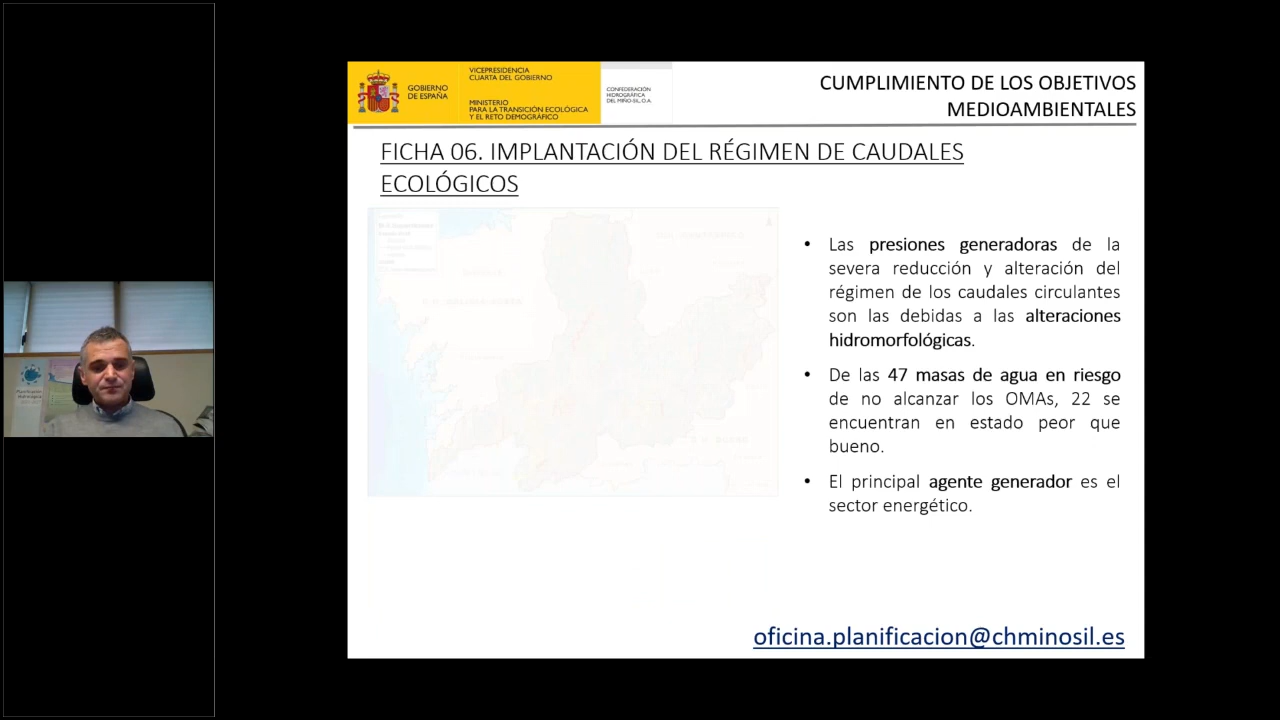 GOBIERNO
DE ESPAÑA
VICEPRESIDENCIA
CUARTA DEL GOBIERNO
MINISTERIO
PARA LA TRANSICIÓN ECOLÓGICA
Y EL RETO DEMOGRÁFICO
CONFEDERACIÓN
HIDROGRÁFICA
DEL MIÑO-SIL, O.A.
CUMPLIMIENTO DE LOS OBJETIVOS
MEDIOAMBIENTALES
FICHA 06. IMPLANTACIÓN DEL RÉGIMEN DE CAUDALES
ECOLÓGICOS
• Las presiones generadoras de la
severa reducción y alteración del
régimen de los caudales circulantes
son las debidas a las alteraciones
hidromorfológicas.
• De las 47 masas de agua en riesgo
de no alcanzar los OMAs, 22 se
encuentran en estado peor que
bueno.
• El principal agente generador es el
sector energético.
oficina.planificacion@chminosil.es